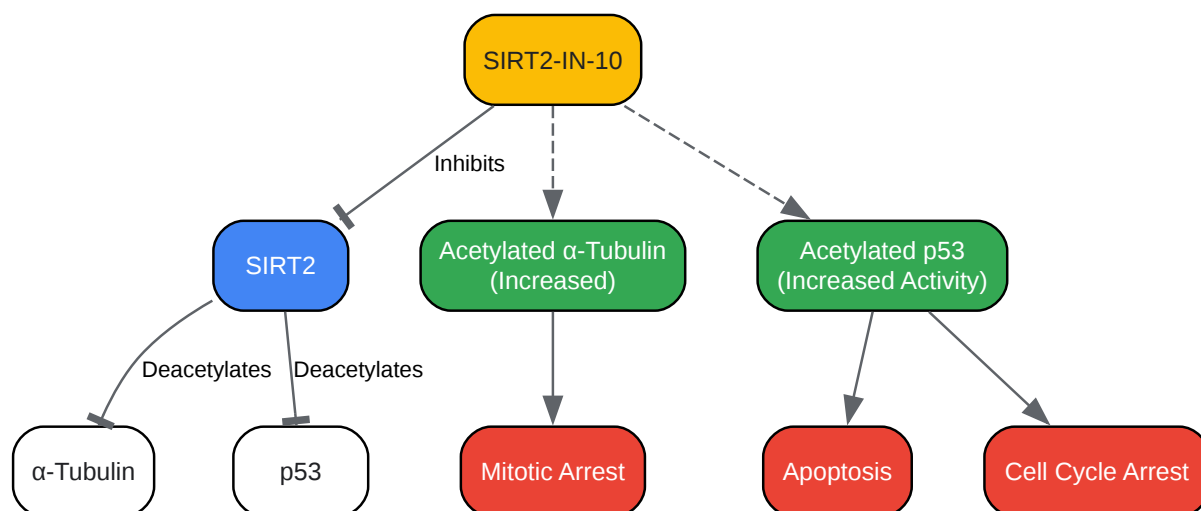 SIRT2-IN-10
Inhibits
SIRT2
Acetylated α-Tubulin
(Increased)
Acetylated p53
(Increased Activity)
Deacetylates
Deacetylates
α-Tubulin
p53
Mitotic Arrest
Apoptosis
Cell Cycle Arrest